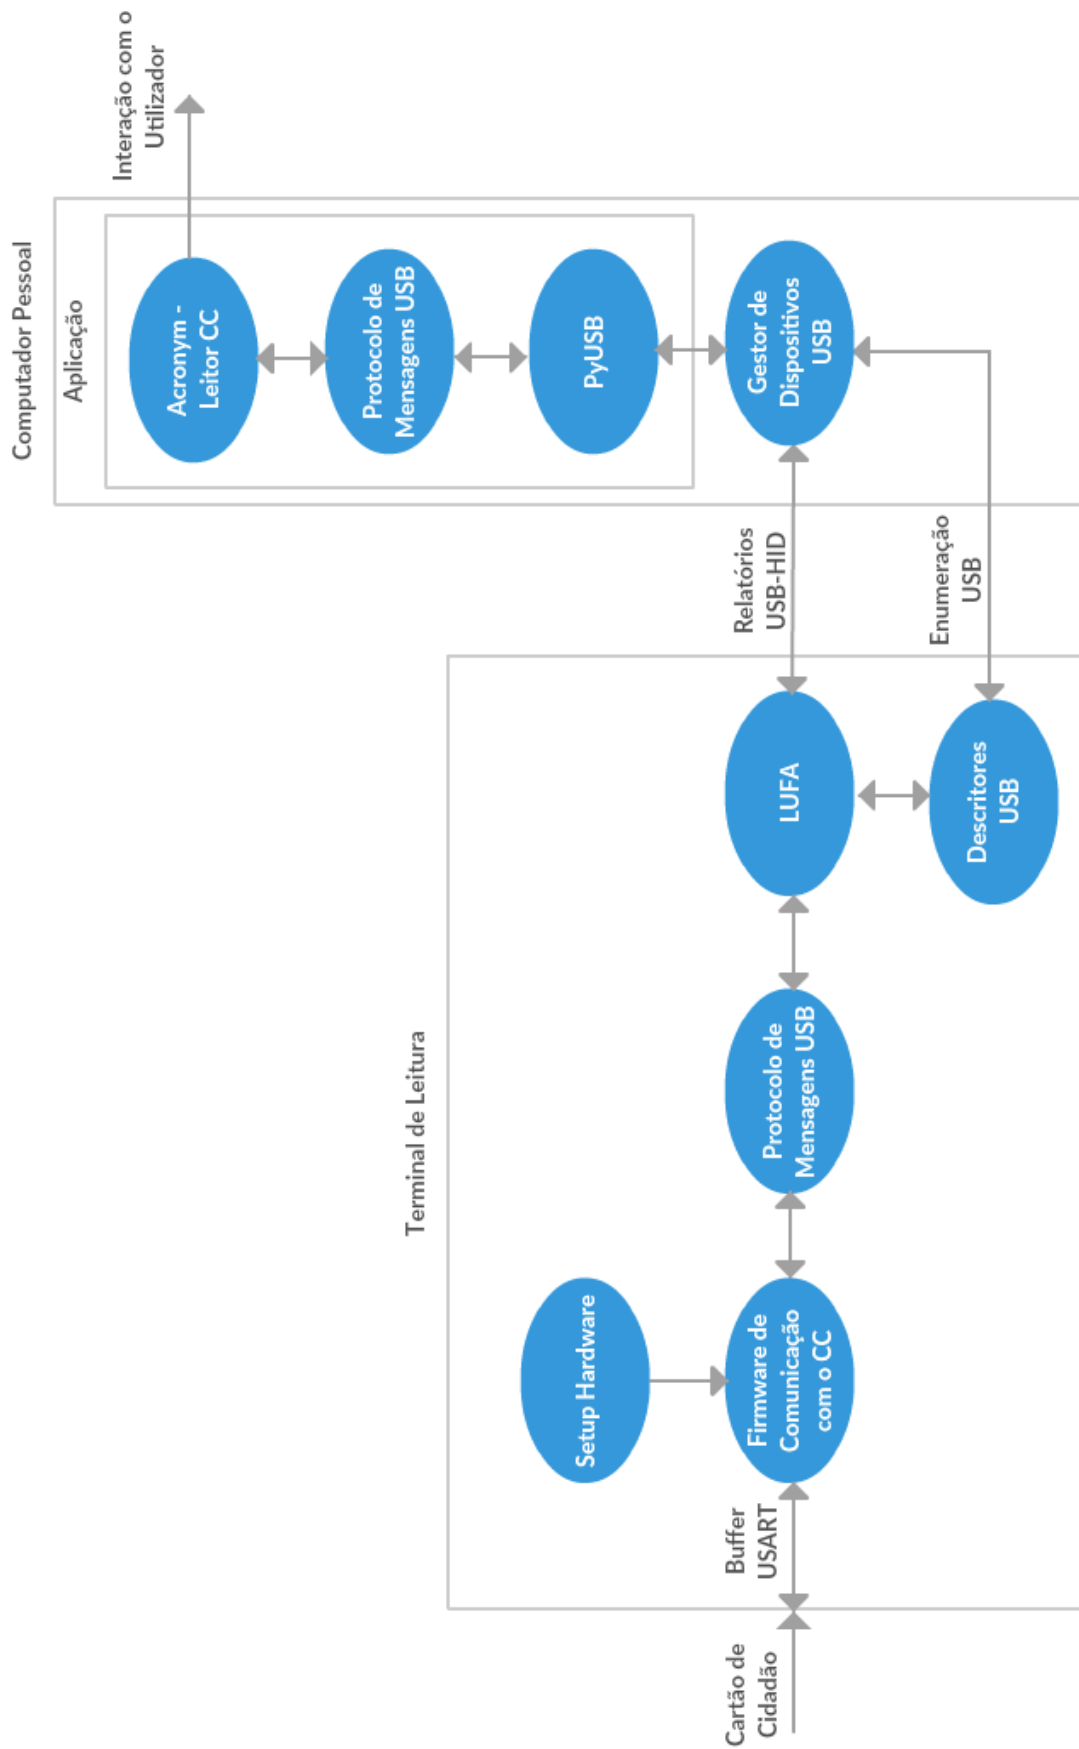 Computador Pessoal
Aplicação
Interação com o
Utilizador
Acronym -
Leitor CC
Protocolo de
Mensagens USB
PyUSB
Gestor de
Dispositivos
USB
Terminal de Leitura
Setup Hardware
Cartão de
Cidadão
Buffer
USART
Firmware de
Comunicação
com o CC
Protocolo de
Mensagens USB
LUFA
Relatórios
USB-HID
Descritores
USB
Enumeração
USB